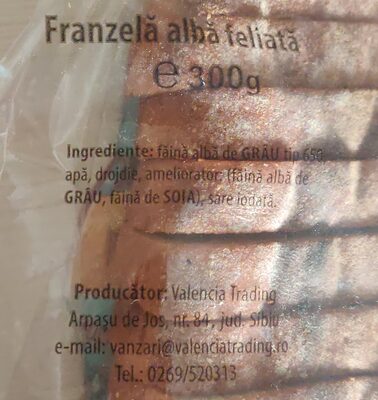 Franzelă albă feliată
e 300g
Ingrediente: făină albă de GRÂU tip 650,
apă, drojdie, ameliorator: (făină albă de
GRÂU, făină de SOIA), sare iodată.
Producător: Valencia Trading
Arpașu de Jos, nr. 84, jud. Sibiu
e-mail: vanzari@valenciatrading.ro
Tel.: 0269/520313